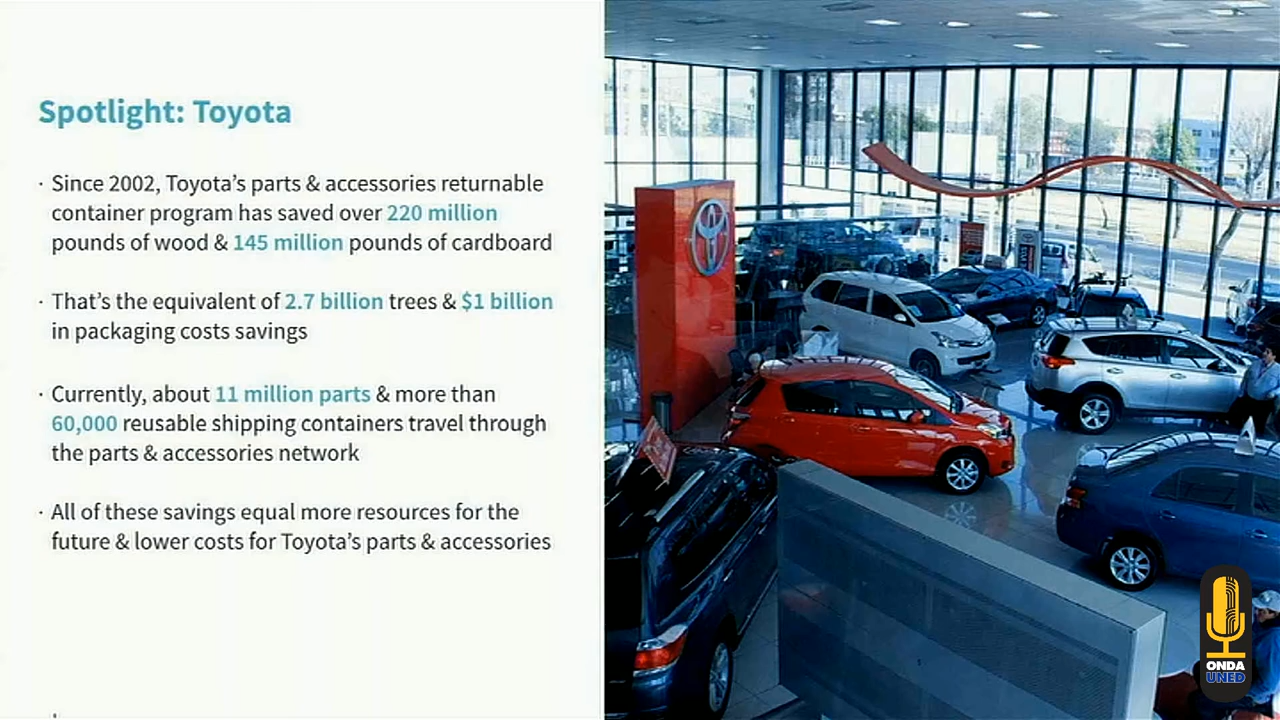 Spotlight: Toyota
· Since 2002, Toyota’s parts & accessories returnable
container program has saved over 220 million
pounds of wood & 145 million pounds of cardboard
· That’s the equivalent of 2.7 billion trees & $1 billion
in packaging costs savings
· Currently, about 11 million parts & more than
60,000 reusable shipping containers travel through
the parts & accessories network
· All of these savings equal more resources for the
future & lower costs for Toyota’s parts & accessories
ONDA
UNED